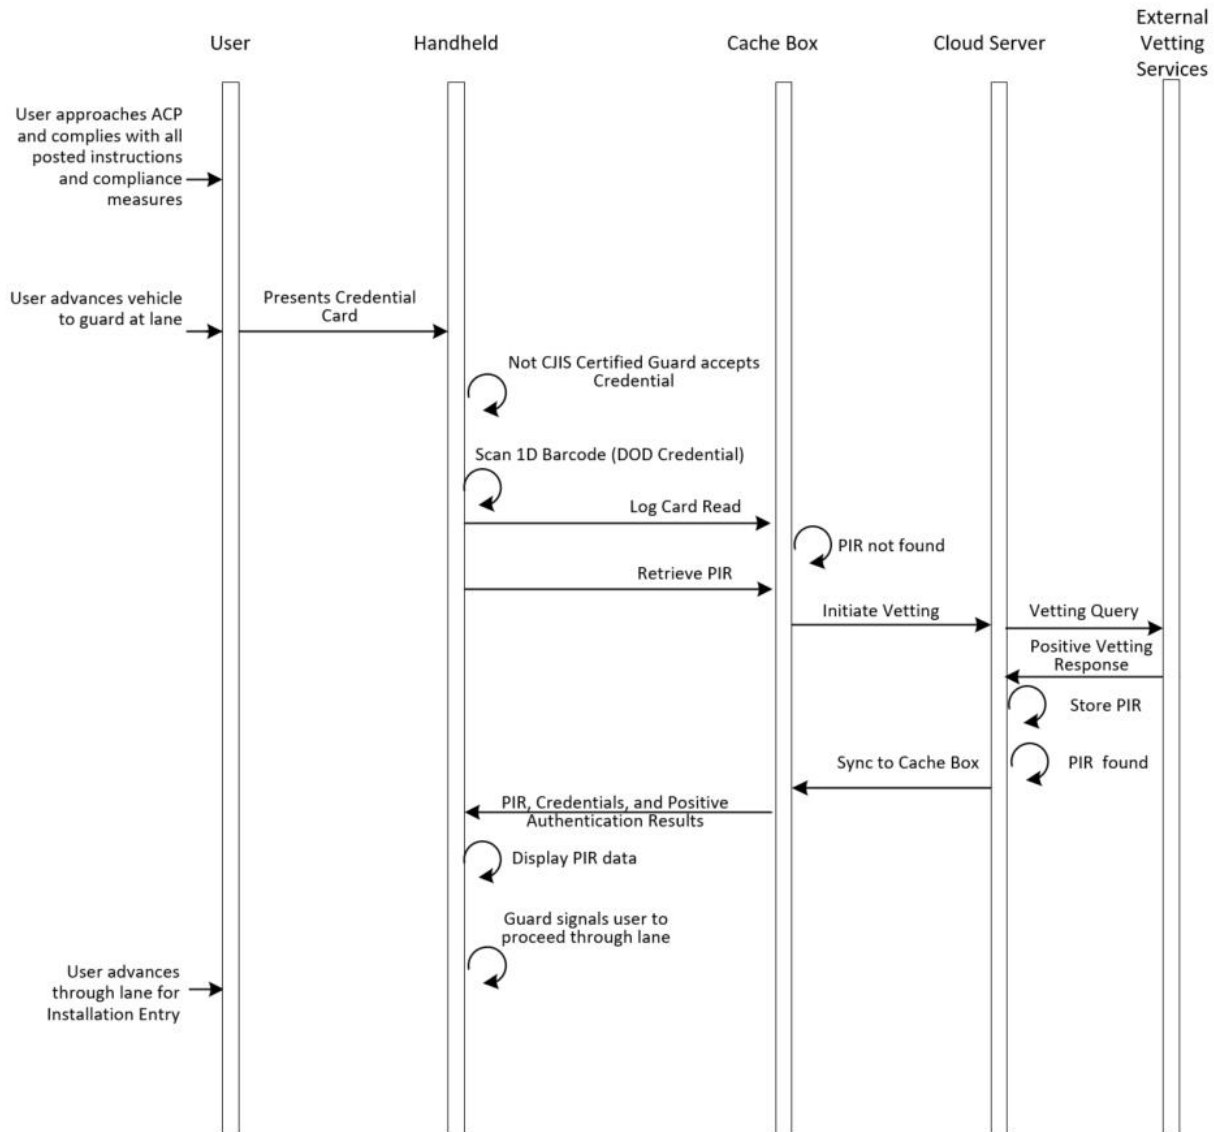 User
Handheld
Cache Box
Cloud Server
External
Vetting
Services
User approaches ACP
and complies with all
posted instructions
and compliance
measures
User advances vehicle
to guard at lane
Presents Credential
Card
Not CJIS Certified Guard accepts
Credential
Scan 1D Barcode (DOD Credential)
Log Card Read
PIR not found
Retrieve PIR
Initiate Vetting
Vetting Query
Positive Vetting
Response
Store PIR
Sync to Cache Box
PIR found
PIR, Credentials, and Positive
Authentication Results
Display PIR data
Guard signals user to
proceed through lane
User advances
through lane for
Installation Entry